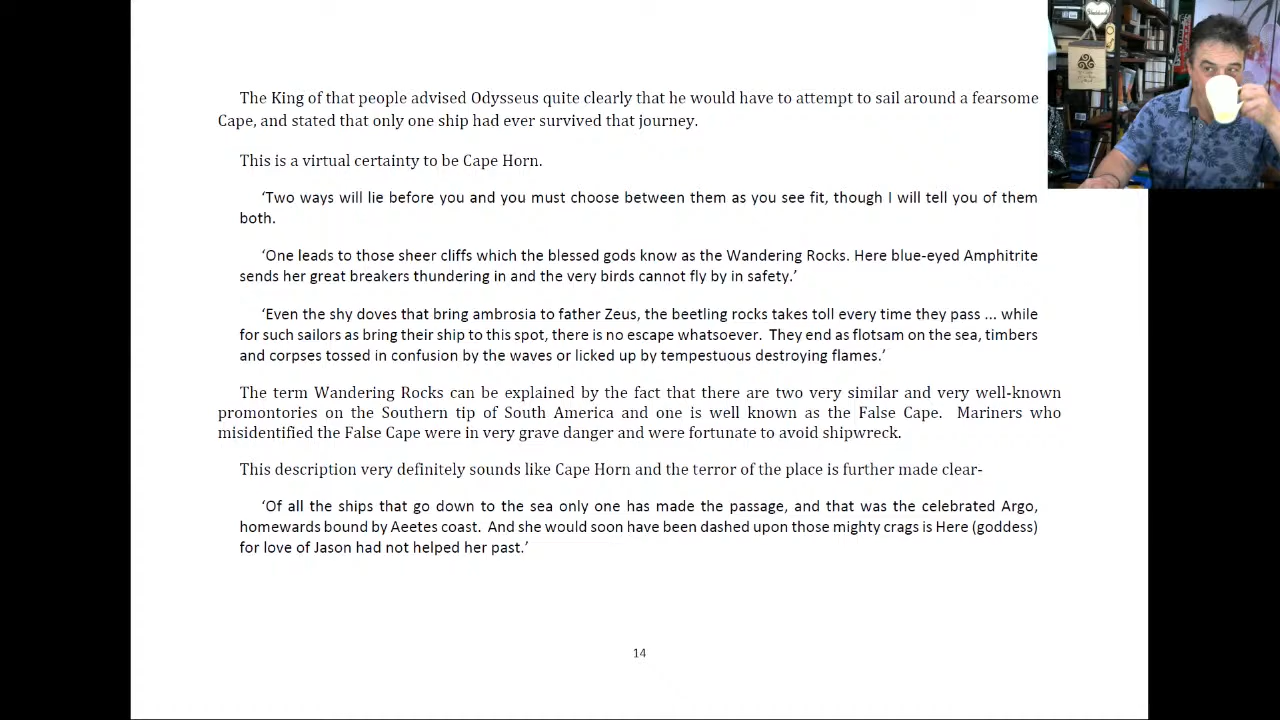 The King of that people advised Odysseus quite clearly that he would have to attempt to sail around a fearsome
Cape, and stated that only one ship had ever survived that journey.
This is a virtual certainty to be Cape Horn.
‘Two ways will lie before you and you must choose between them as you see fit, though I will tell you of them
both.
‘One leads to those sheer cliffs which the blessed gods know as the Wandering Rocks. Here blue-eyed Amphitrite
sends her great breakers thundering in and the very birds cannot fly by in safety.’
‘Even the shy doves that bring ambrosia to father Zeus, the beetling rocks takes toll every time they pass ... while
for such sailors as bring their ship to this spot, there is no escape whatsoever. They end as flotsam on the sea, timbers
and corpses tossed in confusion by the waves or licked up by tempestuous destroying flames.’
The term Wandering Rocks can be explained by the fact that there are two very similar and very well-known
promontories on the Southern tip of South America and one is well known as the False Cape. Mariners who
misidentified the False Cape were in very grave danger and were fortunate to avoid shipwreck.
This description very definitely sounds like Cape Horn and the terror of the place is further made clear-
‘Of all the ships that go down to the sea only one has made the passage, and that was the celebrated Argo,
homewards bound by Aeetes coast. And she would soon have been dashed upon those mighty crags is Here (goddess)
for love of Jason had not helped her past.’
14